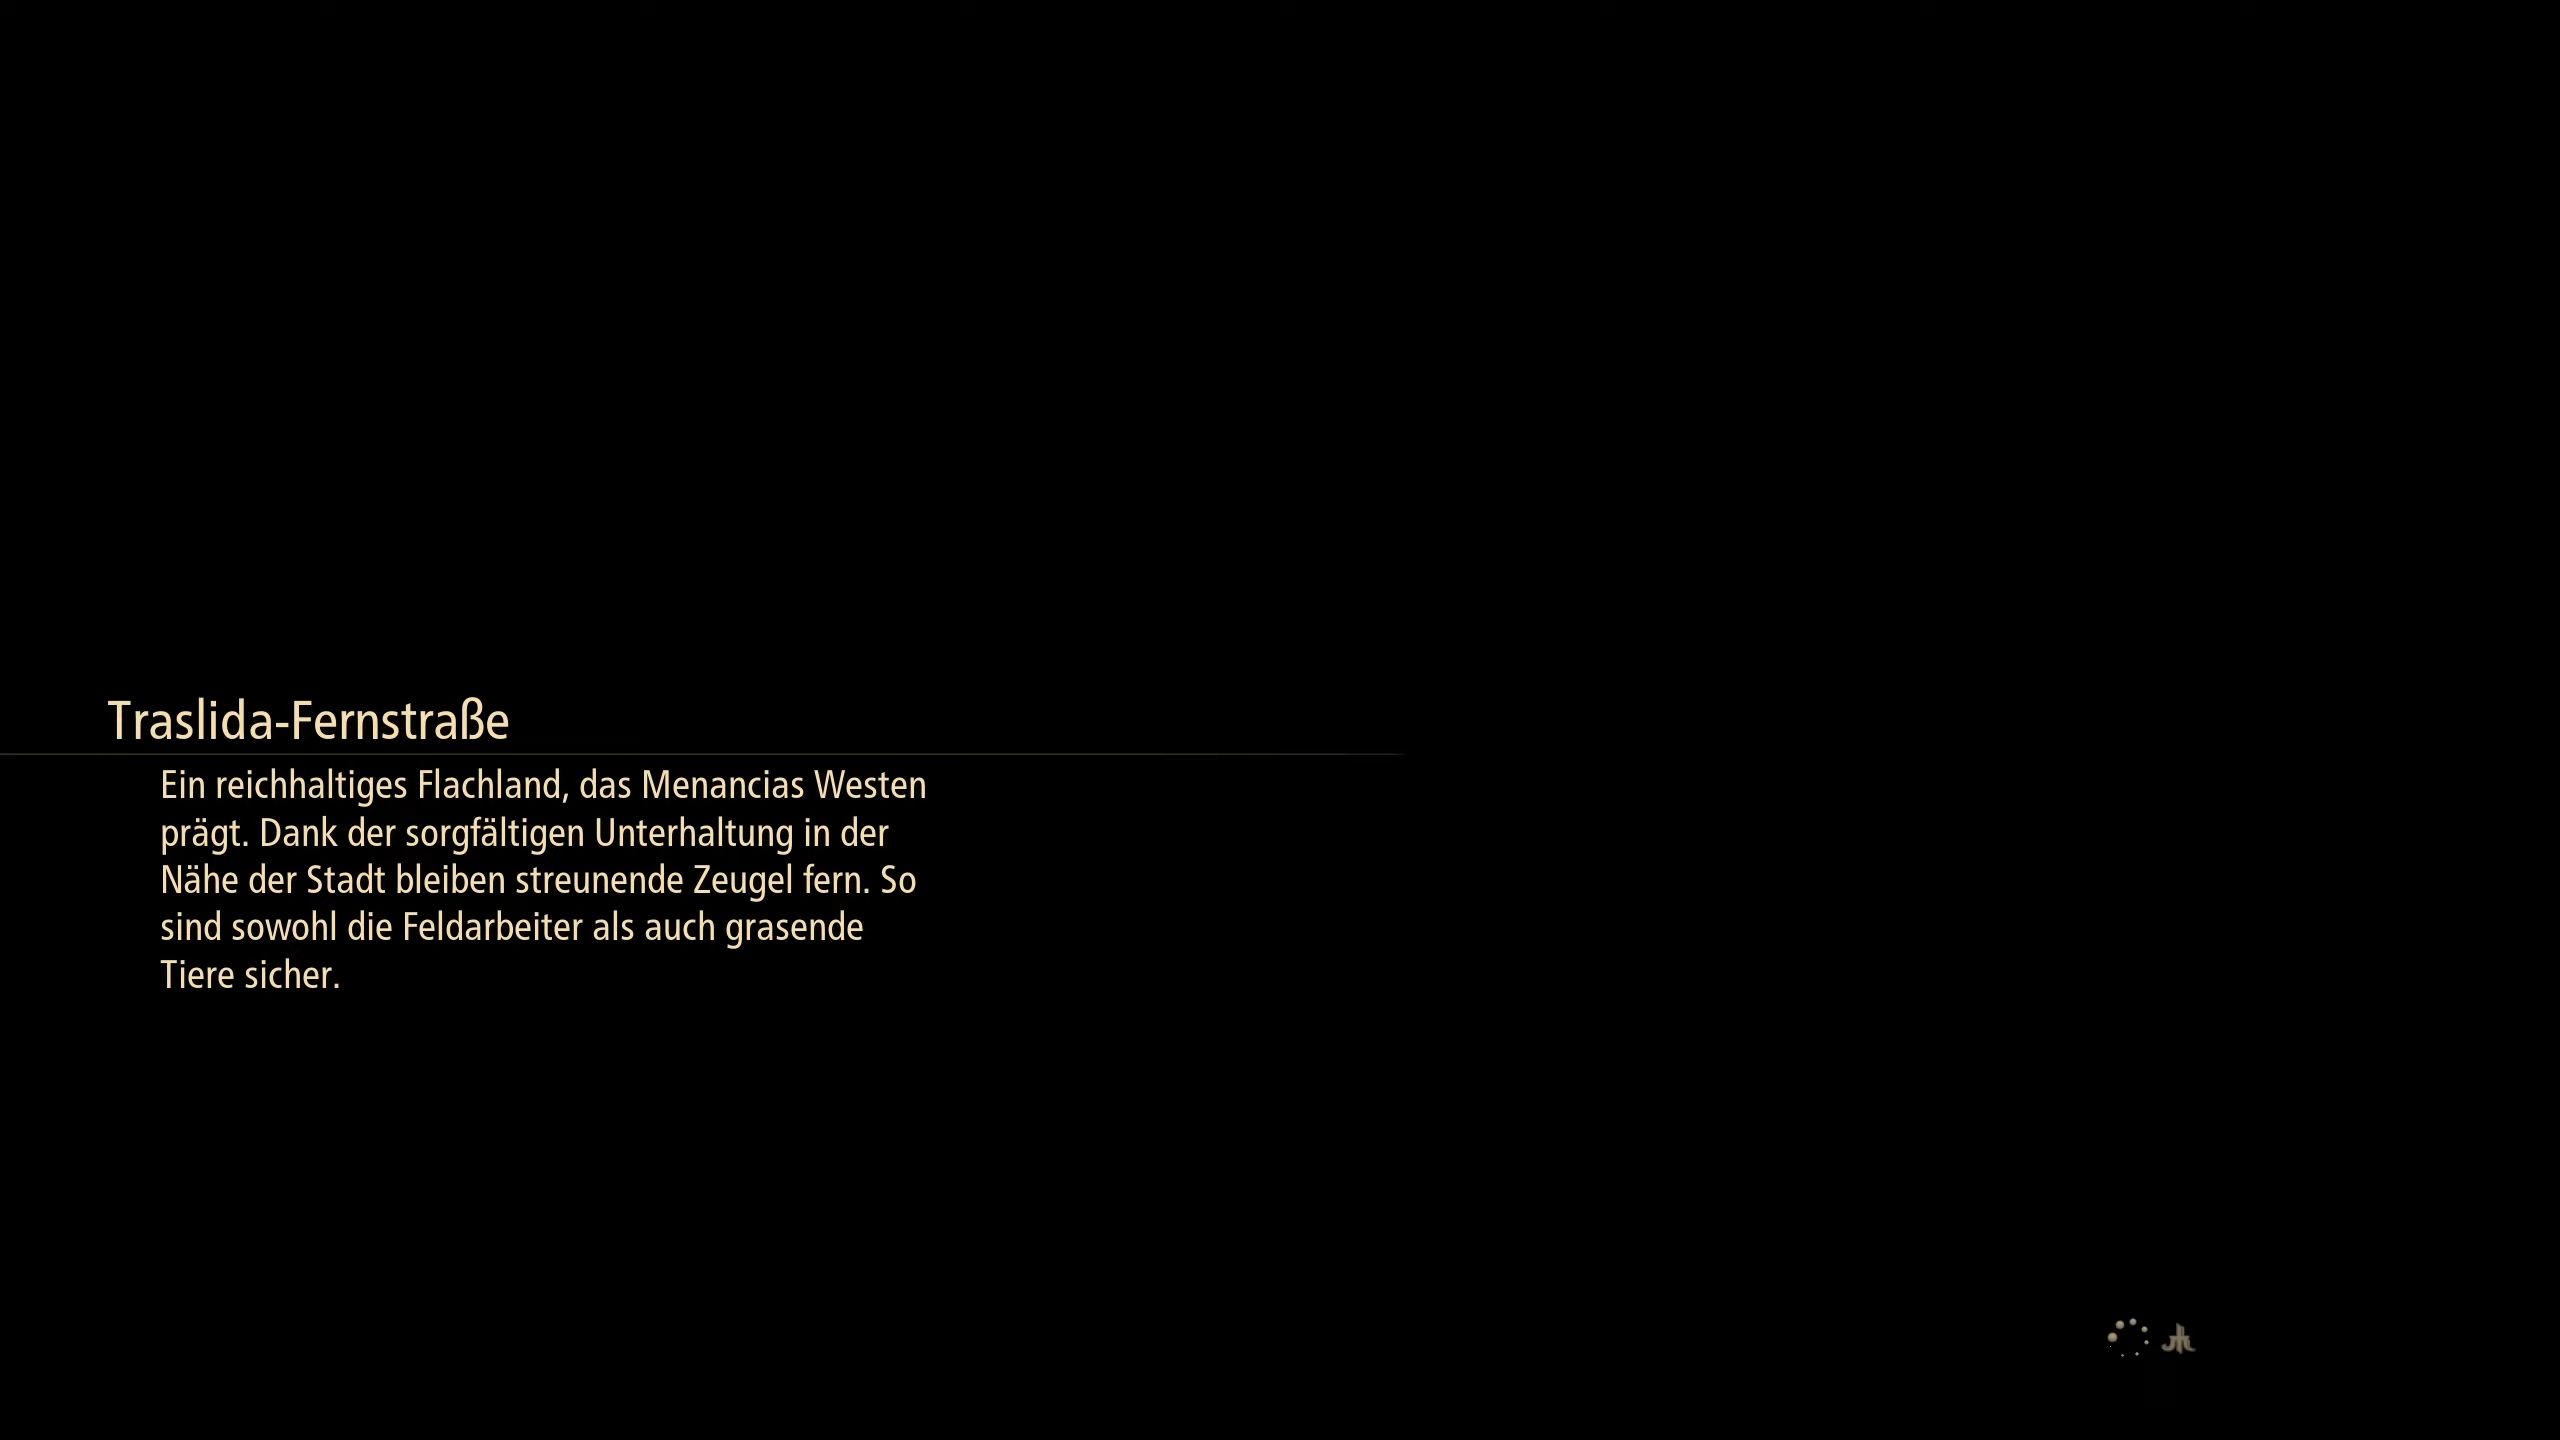 Traslida-Fernstraße
Ein reichhaltiges Flachland, das Menancias Westen
prägt. Dank der sorgfältigen Unterhaltung in der
Nähe der Stadt bleiben streunende Zeugel fern. So
sind sowohl die Feldarbeiter als auch grasende
Tiere sicher.